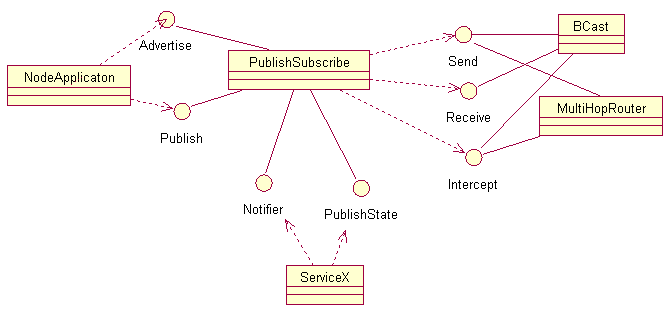 BCast
Advertise
Send
PublishSubscribe
NodeApplicaton
MultiHopRouter
Receive
Publish
Intercept
Notifier
PublishState
ServiceX